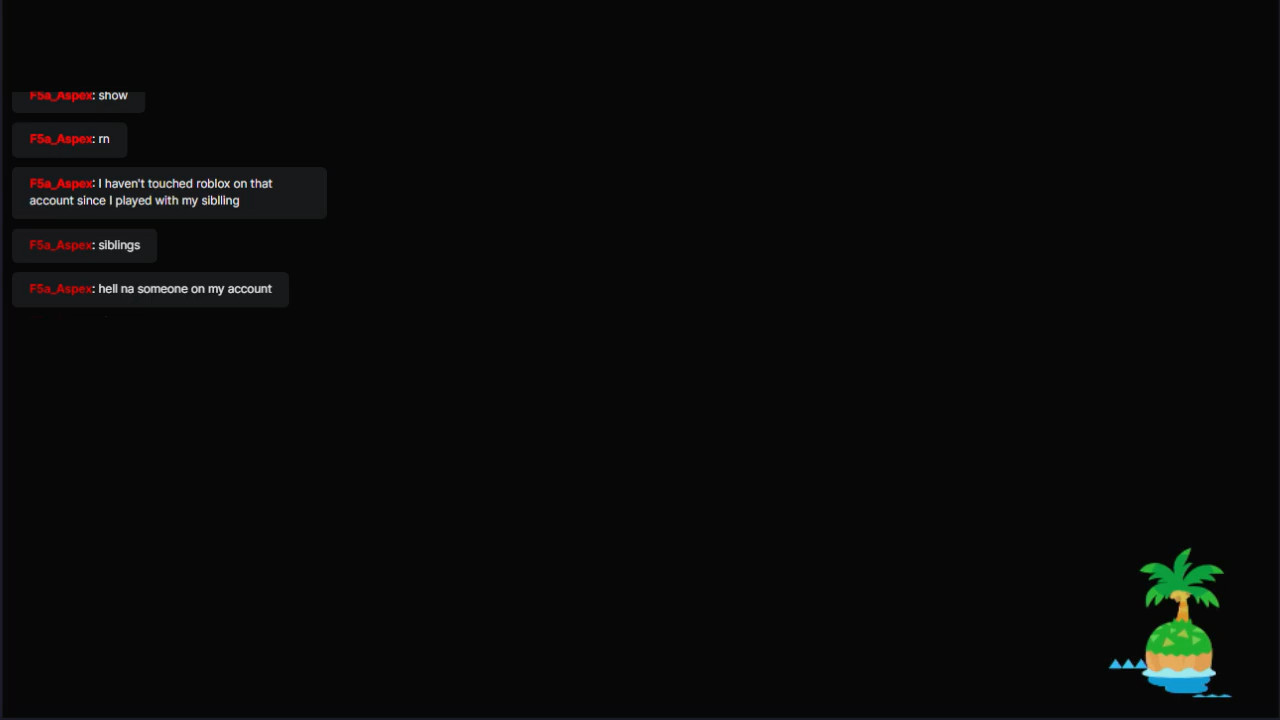 F5a_Aspex: show
F5a_Aspex: rn
F5a_Aspex: I haven't touched roblox on that
account since I played with my siblling
F5a_Aspex: siblings
F5a_Aspex: hell na someone on my account